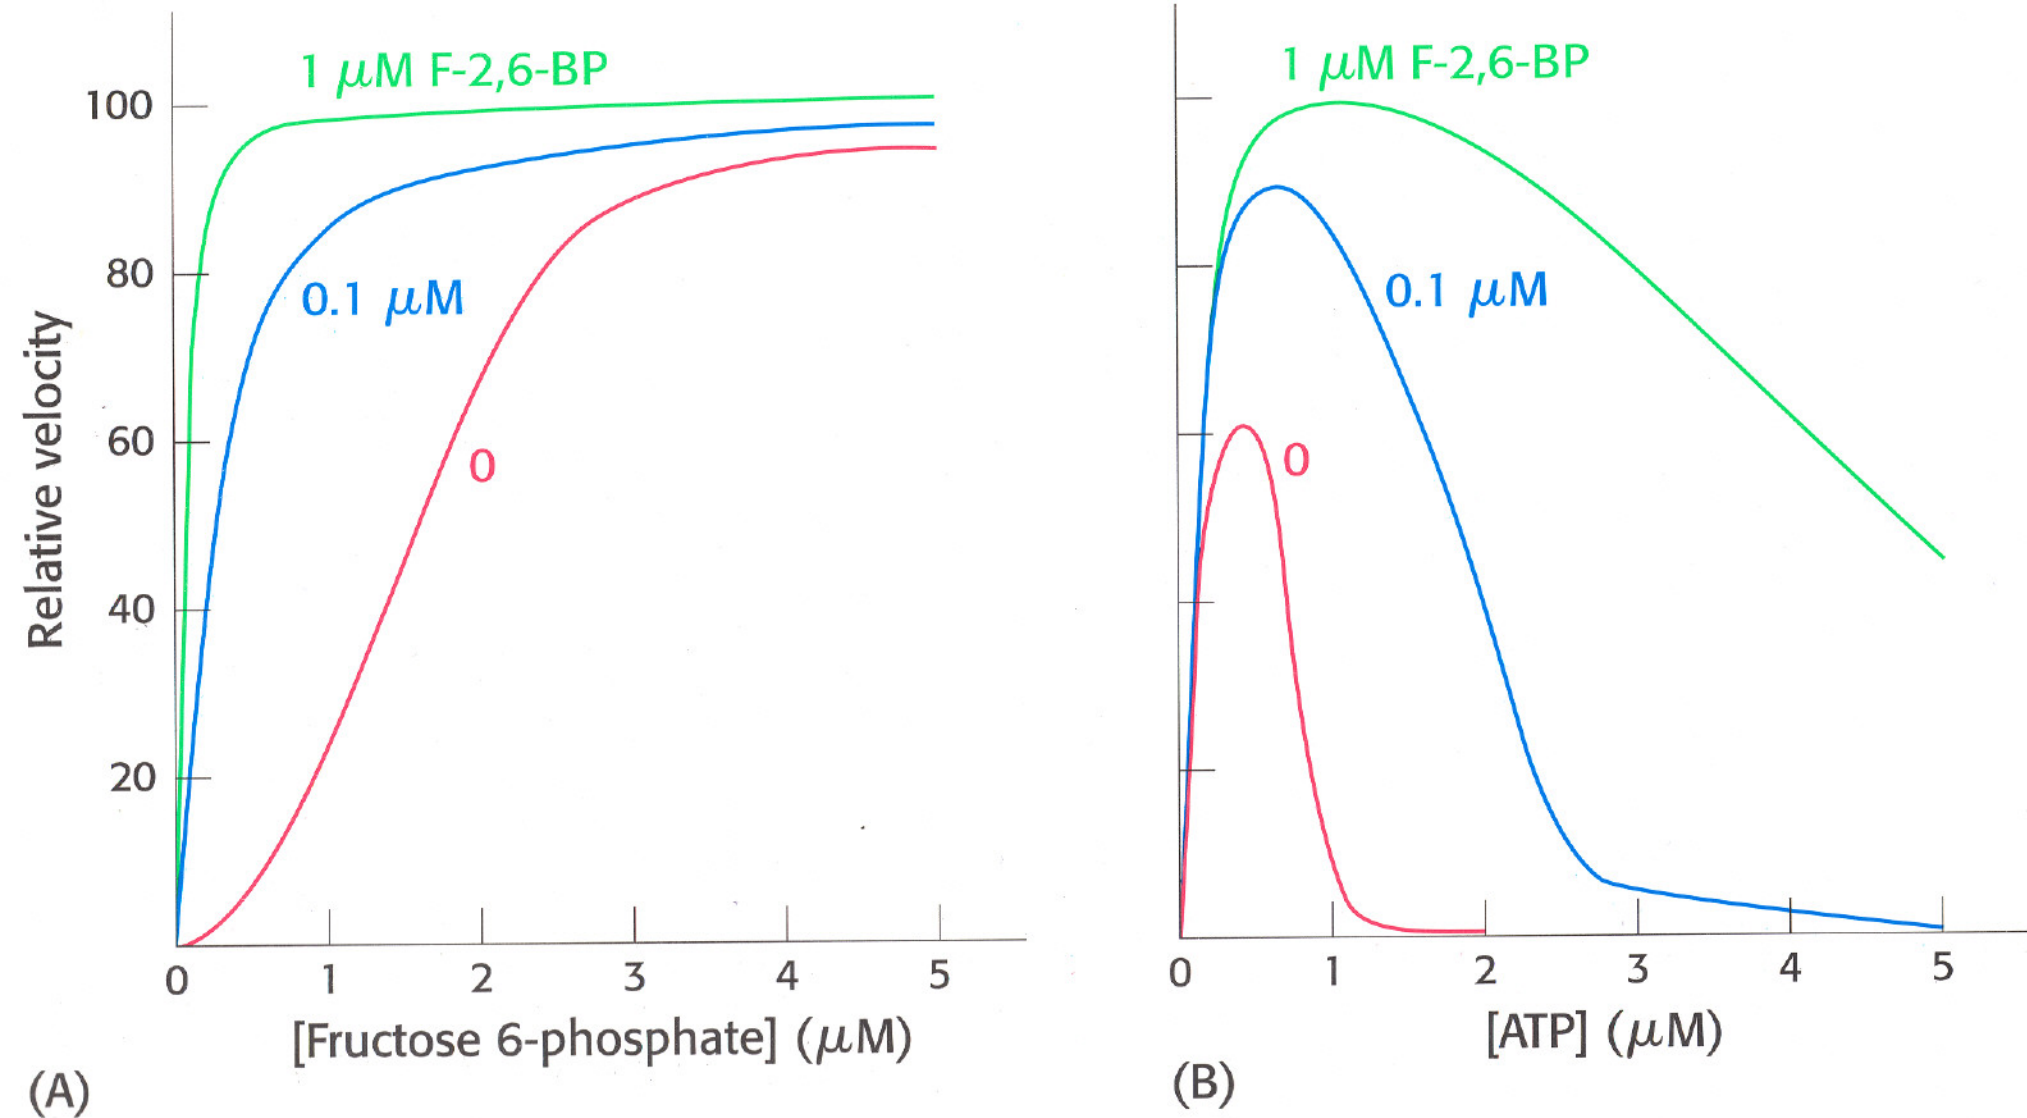 1 μM F-2,6-BP
100
80
60
40
20
0.1 μM
0
Relative velocity
0 1 2 3 4 5
[Fructose 6-phosphate] (μM)
(A)
1 μM F-2,6-BP
0.1 μM
0
0 1 2 3 4 5
[ATP] (μM)
(B)